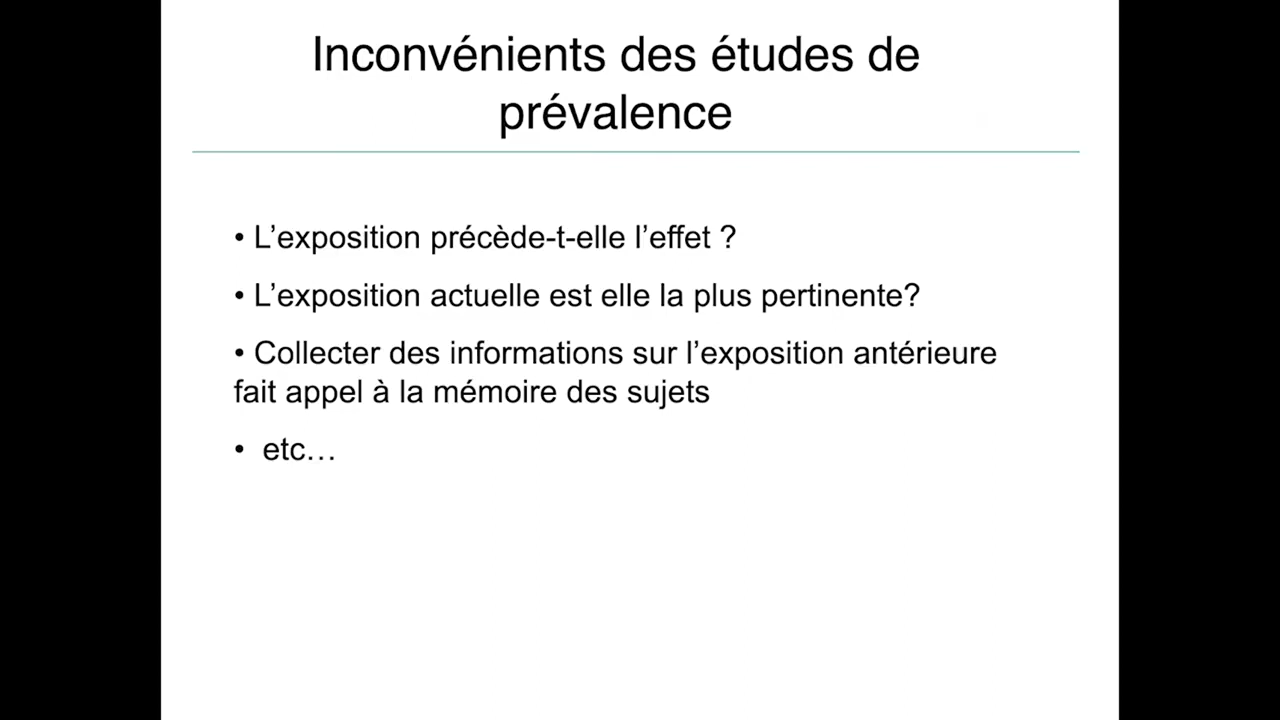 Inconvénients des études de
prévalence
• L’exposition précède-t-elle l’effet ?
• L’exposition actuelle est elle la plus pertinente?
• Collecter des informations sur l’exposition antérieure
fait appel à la mémoire des sujets
• etc…